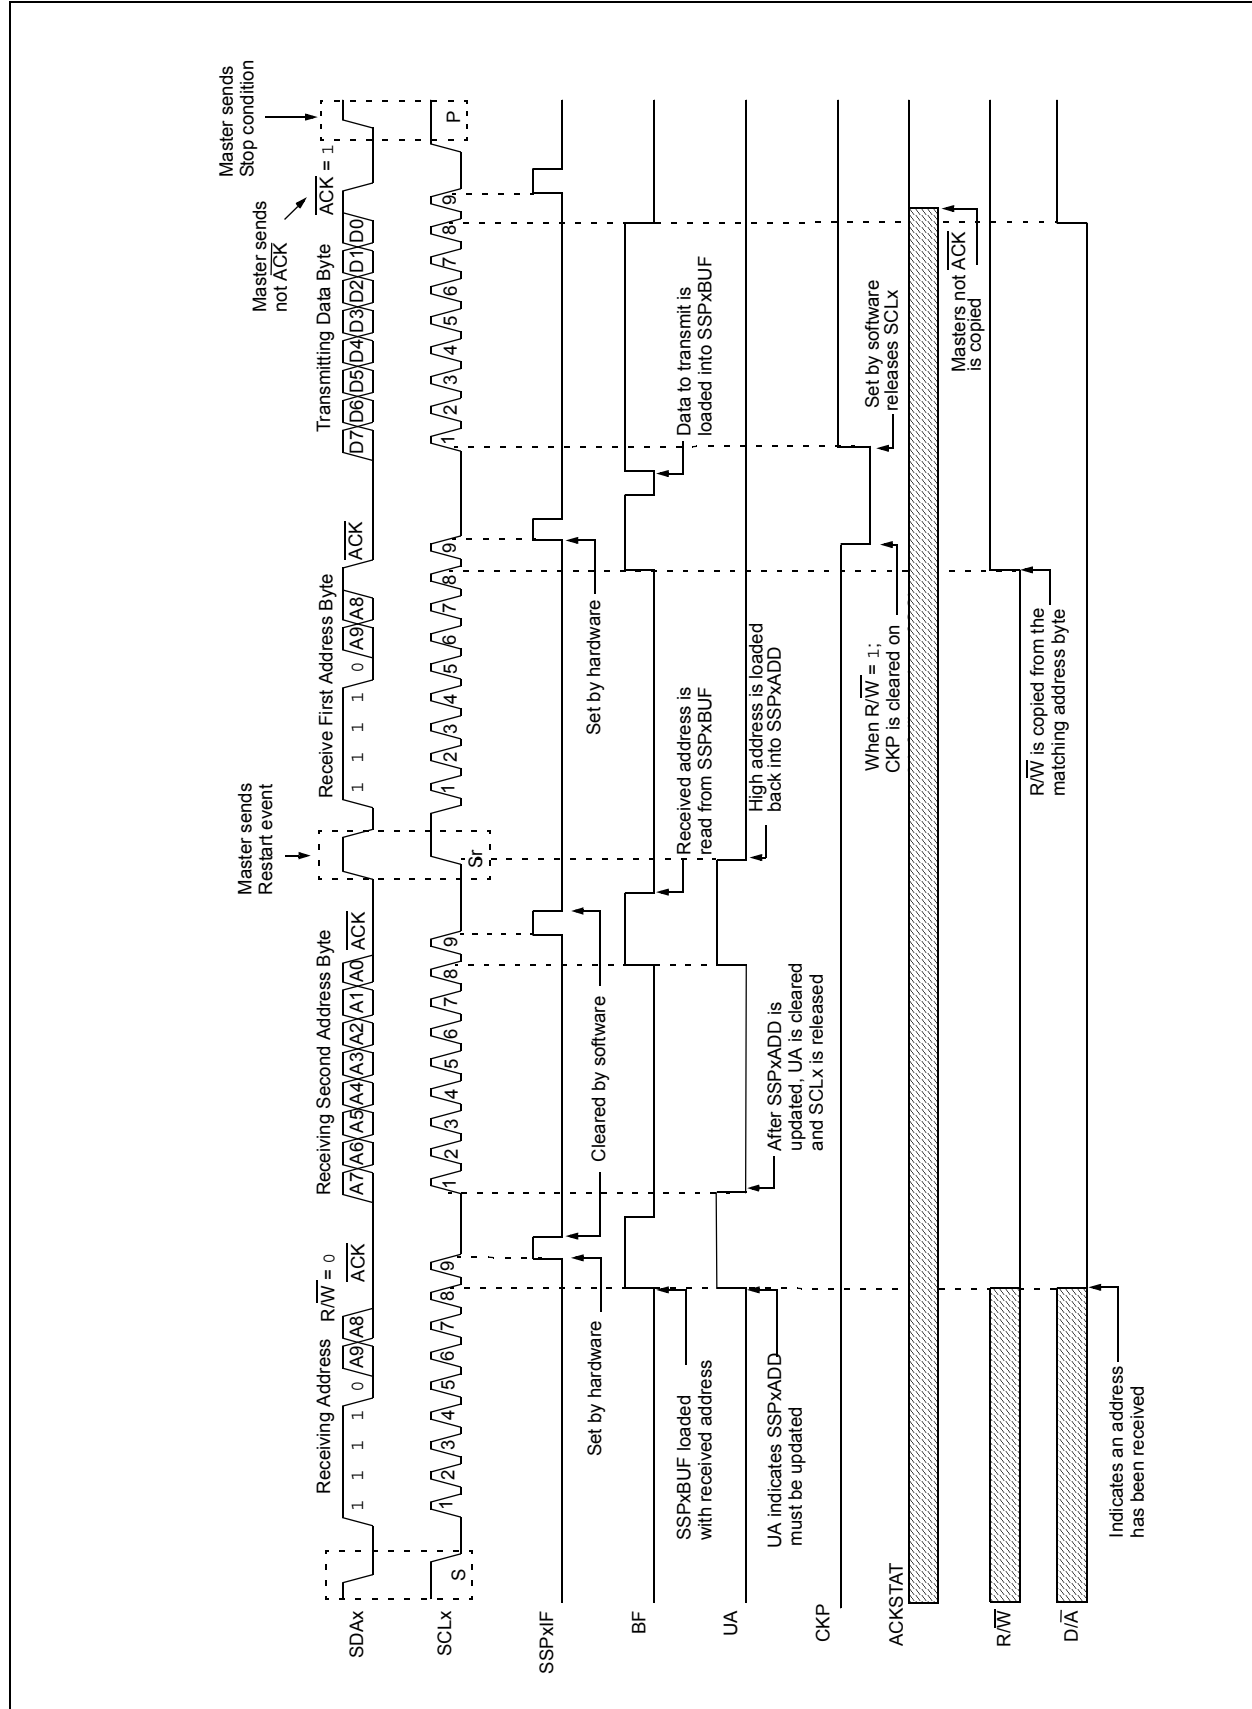 Master sends
Stop condition
Master sends
not ACK
Master sends
Restart event
Receiving Address R/W = 0
Receiving Second Address Byte
Receive First Address Byte
Transmitting Data Byte
ACK = 1
SDAx
1 1 1 1 0 A9 A8 ACK
A7 A6 A5 A4 A3 A2 A1 A0 ACK
1 1 1 1 0 A9 A8 ACK
D7 D6 D5 D4 D3 D2 D1 D0
SCLx
S
1 2 3 4 5 6 7 8 9
1 2 3 4 5 6 7 8 9
Sr
1 2 3 4 5 6 7 8 9
1 2 3 4 5 6 7 8 9
P
SSPxIF
Set by hardware
Cleared by software
Set by hardware
BF
SSPxBUF loaded
with received address
Received address is
read from SSPxBUF
Data to transmit is
loaded into SSPxBUF
UA
UA indicates SSPxADD
must be updated
After SSPxADD is
updated, UA is cleared
and SCLx is released
High address is loaded
back into SSPxADD
CKP
When R/W = 1;
CKP is cleared on
Set by software
releases SCLx
ACKSTAT
Masters not ACK
is copied
R/W
R/W is copied from the
matching address byte
D/A
Indicates an address
has been received